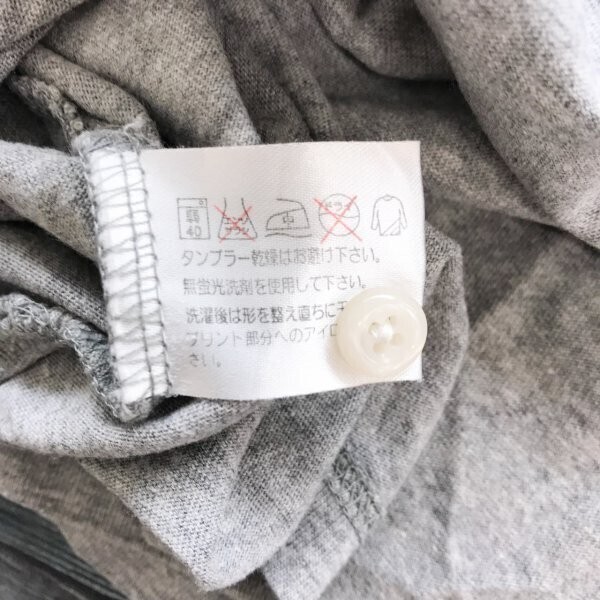 弱
40
中
タンブラー乾燥はお避け下さい。
無蛍光洗剤を使用して下さい。
洗濯後は形を整え直ちに干
プリント部分へのアイロ
さい。